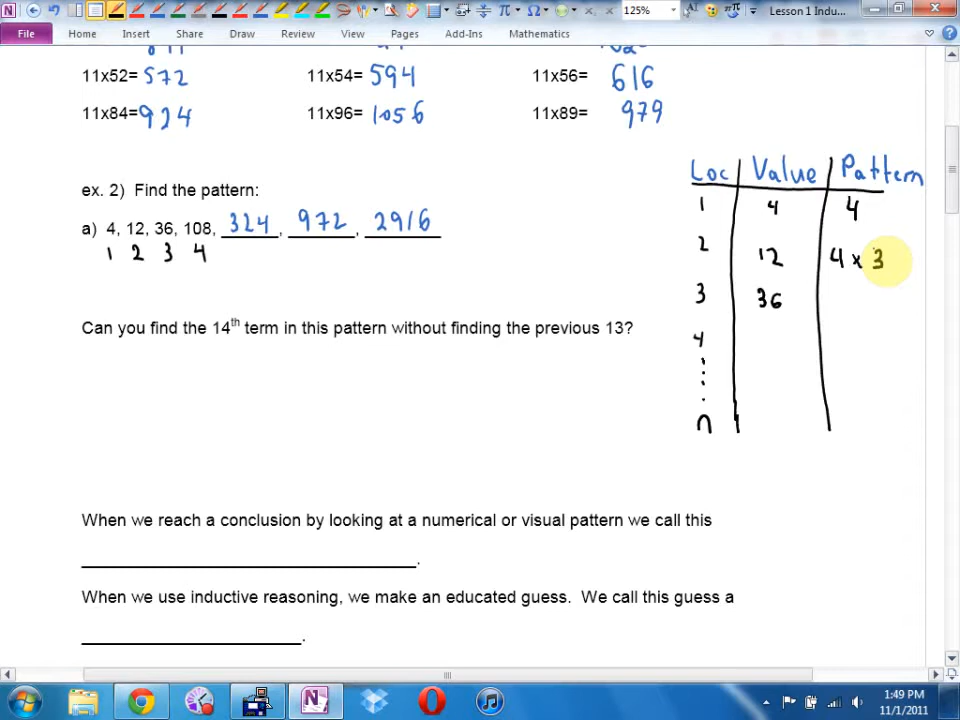 125%
Lesson 1 Indu...
File Home Insert Share Draw Review View Pages Add-Ins Mathematics
11x52= 572 11x54= 594 11x56= 616
11x84= 924 11x96= 1056 11x89= 979
Loc Value Pattern
ex. 2) Find the pattern:
1 4 4
a) 4, 12, 36, 108, 324, 972, 2916
1 2 3 4
2 12 4 x 3
3 36
Can you find the 14th term in this pattern without finding the previous 13?
4
n
When we reach a conclusion by looking at a numerical or visual pattern we call this
____________________.
When we use inductive reasoning, we make an educated guess. We call this guess a
____________________.
1:49 PM
11/1/2011